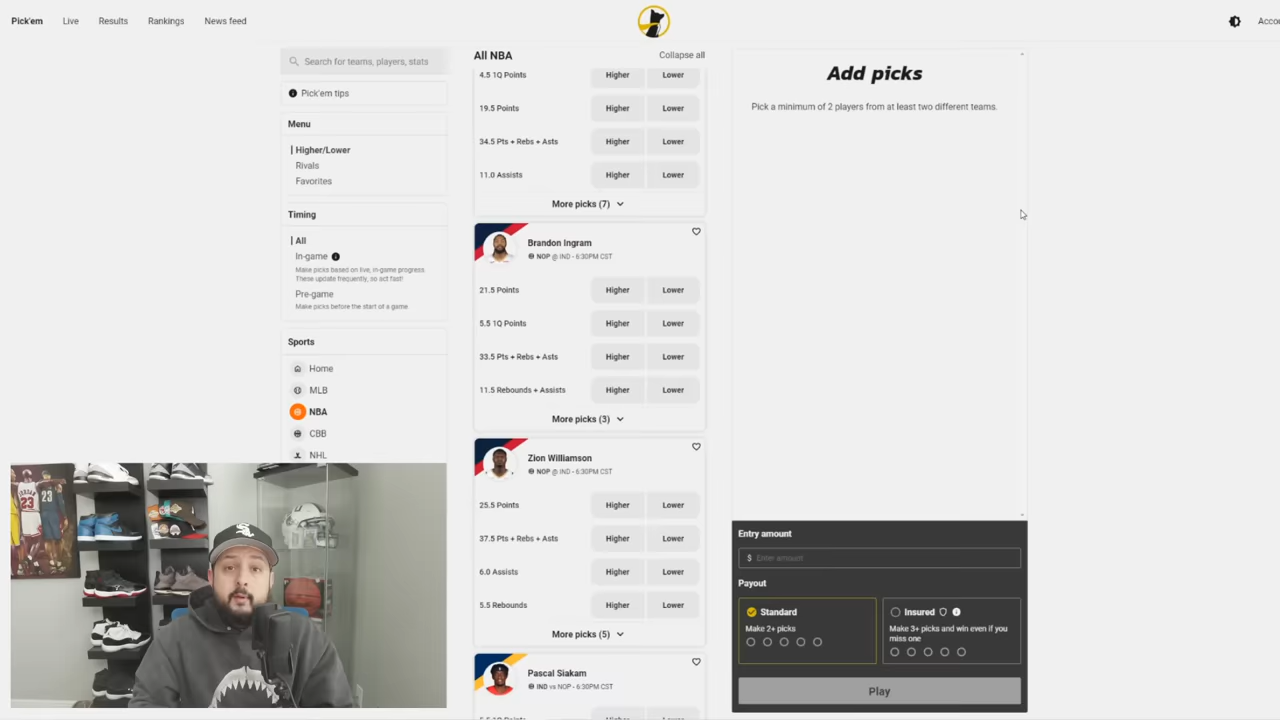 Pick'em
Live
Results
Rankings
News feed
Search for teams, players, stats
Pick'em tips
Menu
Higher/Lower
Rivals
Favorites
Timing
All
In-game
Make picks based on live, in-game progress.
These update frequently, so act fast!
Pre-game
Make picks before the start of a game
Sports
Home
MLB
NBA
CBB
NHL
All NBA
Collapse all
4.5 1Q Points Higher Lower
19.5 Points Higher Lower
34.5 Pts + Rebs + Asts Higher Lower
11.0 Assists Higher Lower
More picks (7)
Brandon Ingram
NOP @ IND - 6:30PM CST
21.5 Points Higher Lower
5.5 1Q Points Higher Lower
33.5 Pts + Rebs + Asts Higher Lower
11.5 Rebounds + Assists Higher Lower
More picks (3)
Zion Williamson
NOP @ IND - 6:30PM CST
25.5 Points Higher Lower
37.5 Pts + Rebs + Asts Higher Lower
6.0 Assists Higher Lower
5.5 Rebounds Higher Lower
More picks (5)
Pascal Siakam
IND vs NOP - 6:30PM CST
Add picks
Pick a minimum of 2 players from at least two different teams.
Entry amount
$ Enter amount
Payout
Standard
Make 2+ picks
Insured
Make 3+ picks and win even if you
miss one
Play
23
23